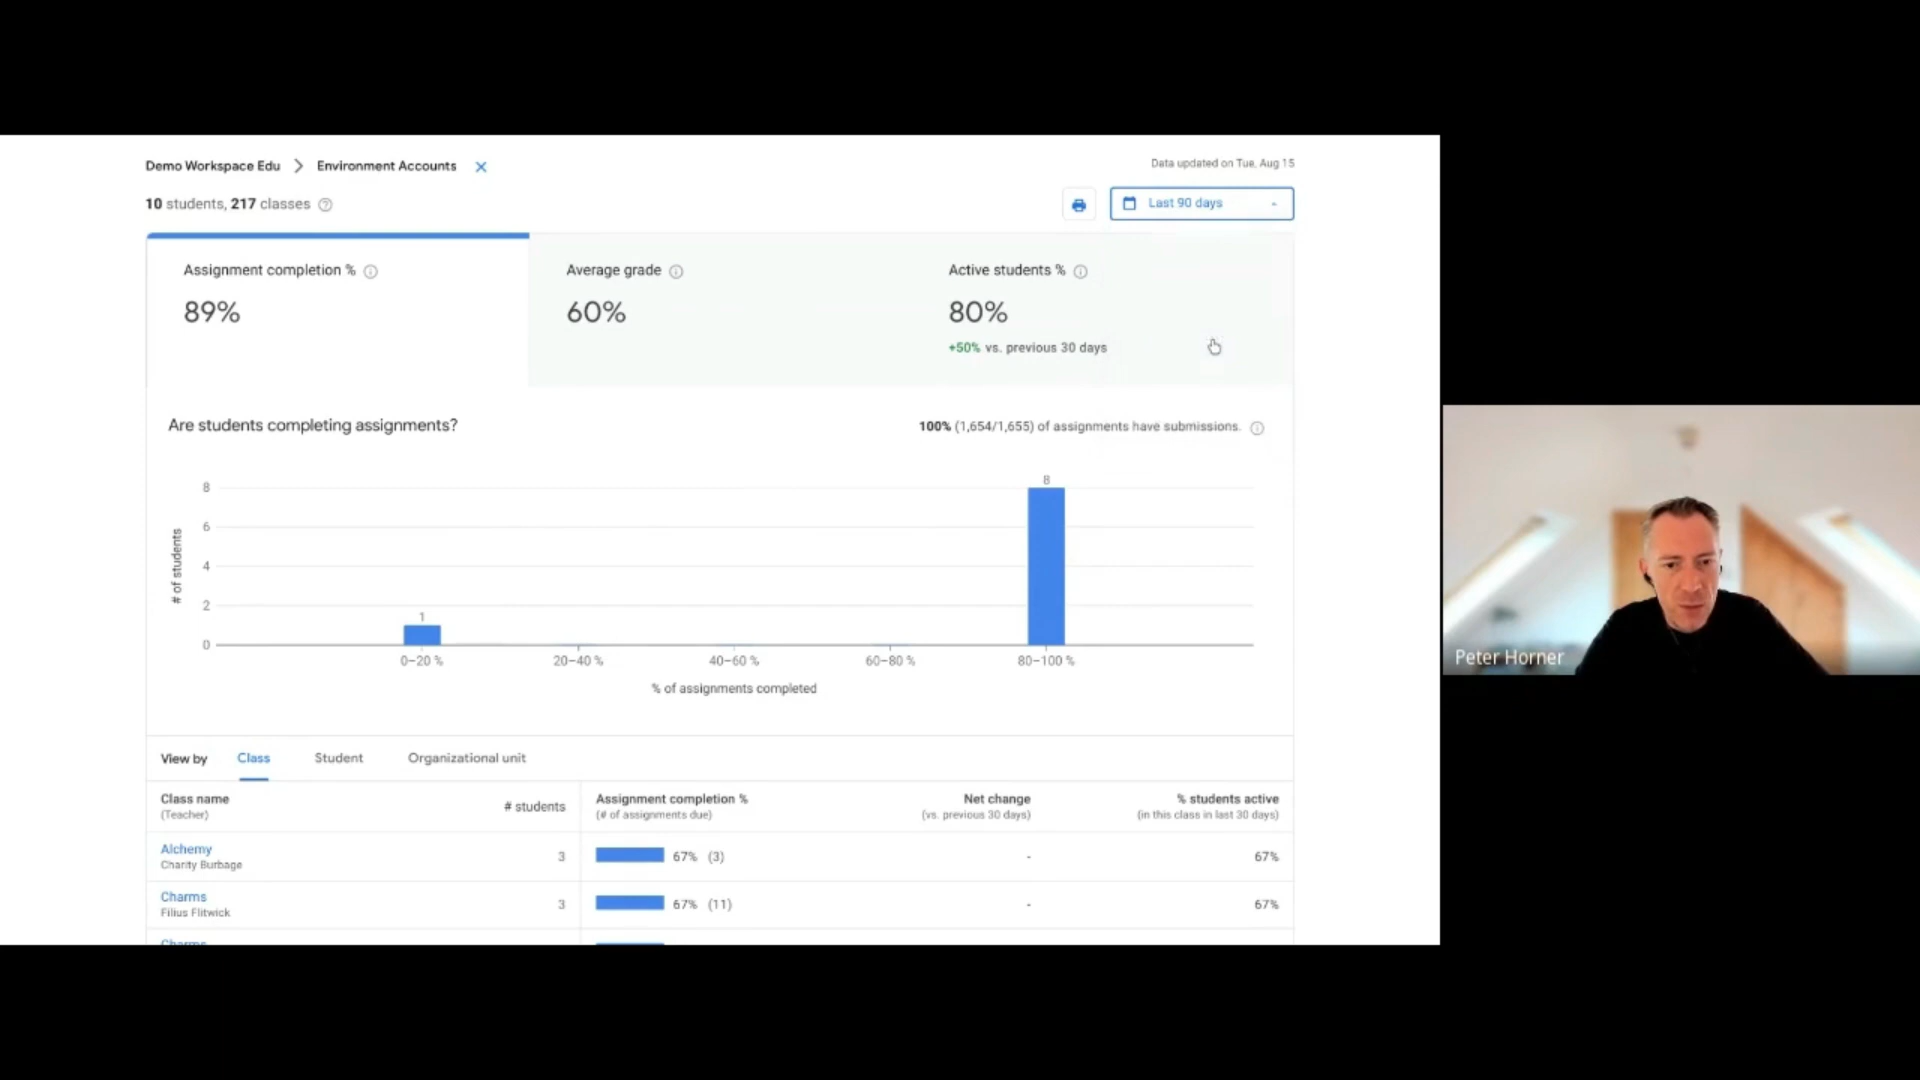 Demo Workspace Edu > Environment Accounts ×
Data updated on Tue, Aug 15
10 students, 217 classes
Last 90 days
Assignment completion %
89%
Average grade
60%
Active students %
80%
+50% vs. previous 30 days
Are students completing assignments?
100% (1,654/1,655) of assignments have submissions.
# of students
8
6
4
2
0
1
8
0–20 %
20–40 %
40–60 %
60–80 %
80–100 %
% of assignments completed
View by Class Student Organizational unit
Class name
(Teacher)
# students
Assignment completion %
(# of assignments due)
Net change
(vs. previous 30 days)
% students active
(in this class in last 30 days)
Alchemy
Charity Burbage
3
67% (3)
-
67%
Charms
Filius Flitwick
3
67% (11)
-
67%
Charms
Peter Horner